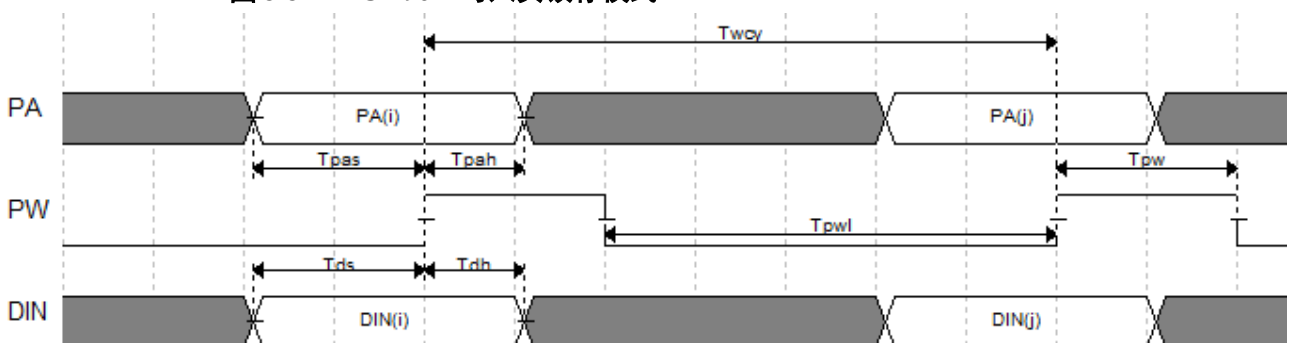 Twcy
PA
PA(i)
PA(j)
Tpas
Tpah
Tpw
PW
Tpwl
Tds
Tdh
DIN
DIN(i)
DIN(j)